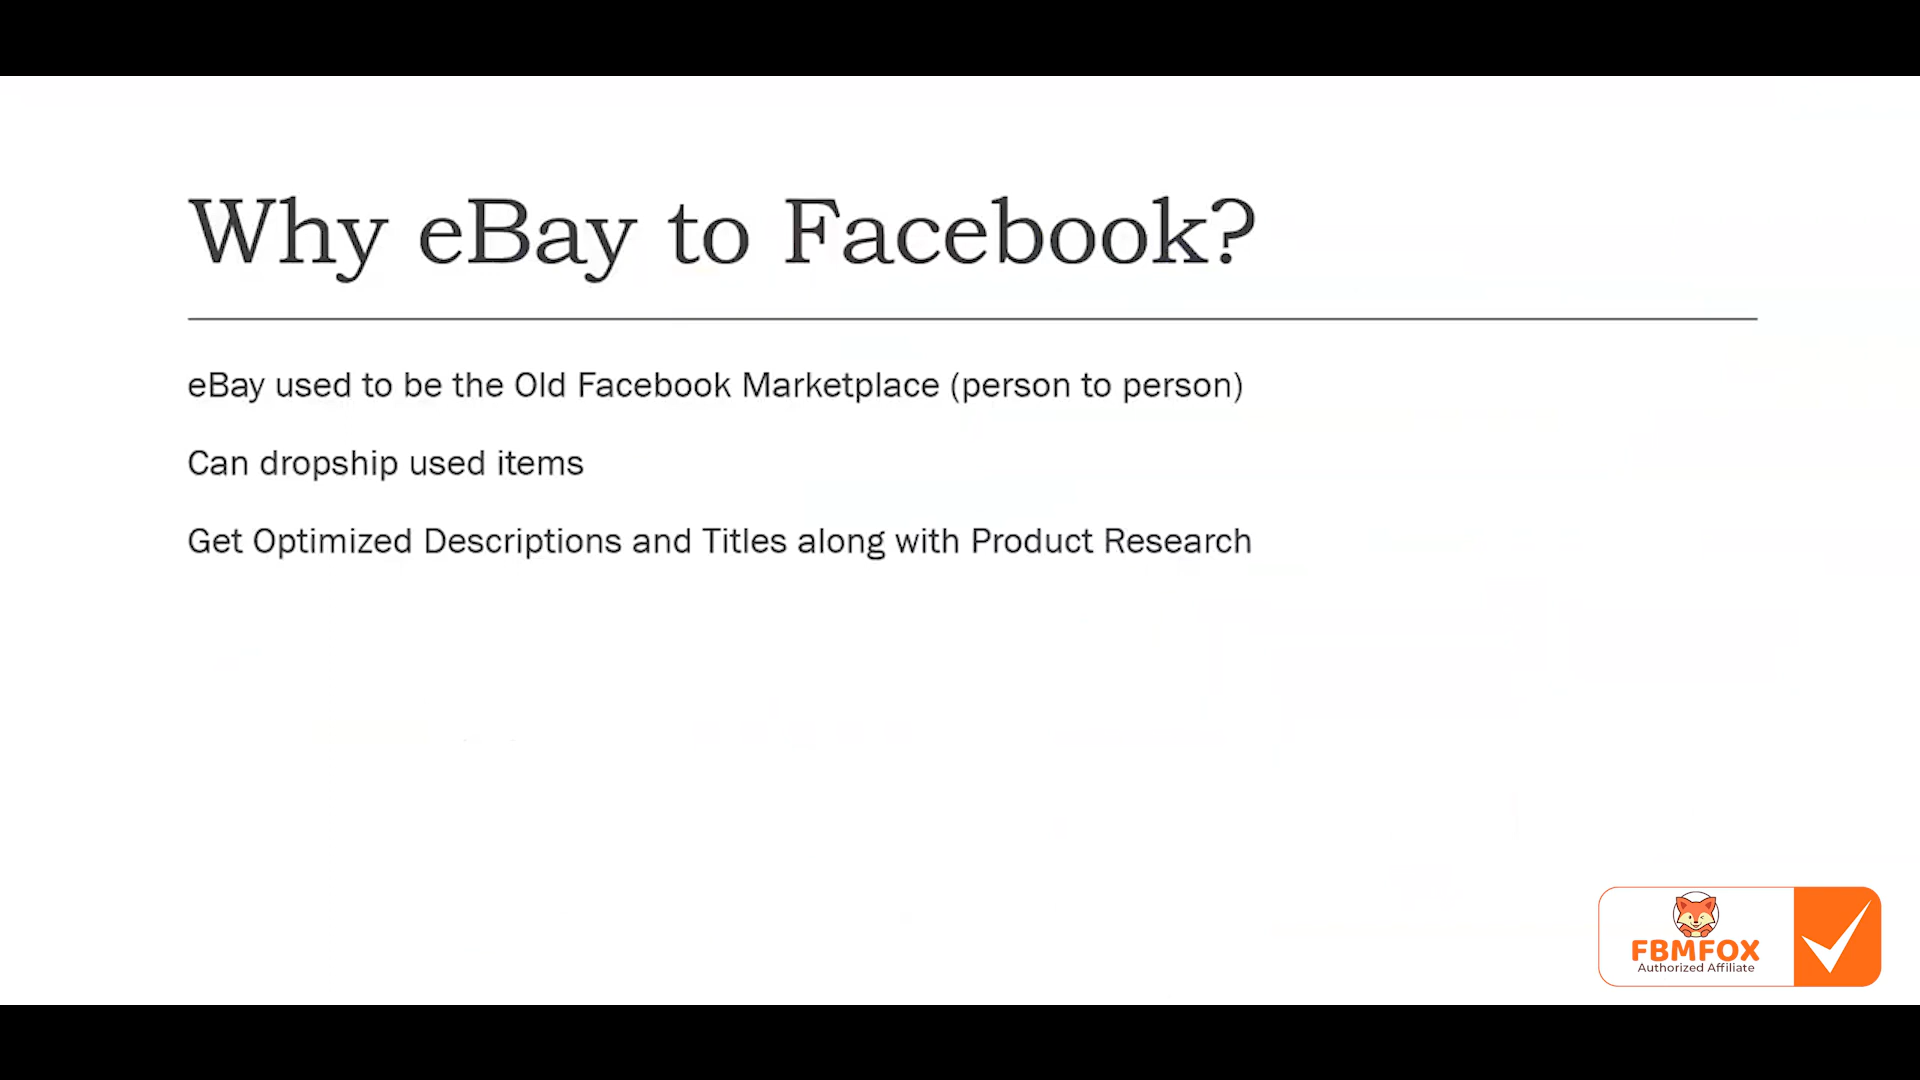 Why eBay to Facebook?
eBay used to be the Old Facebook Marketplace (person to person)
Can dropship used items
Get Optimized Descriptions and Titles along with Product Research
FBMFOX
Authorized Affiliate